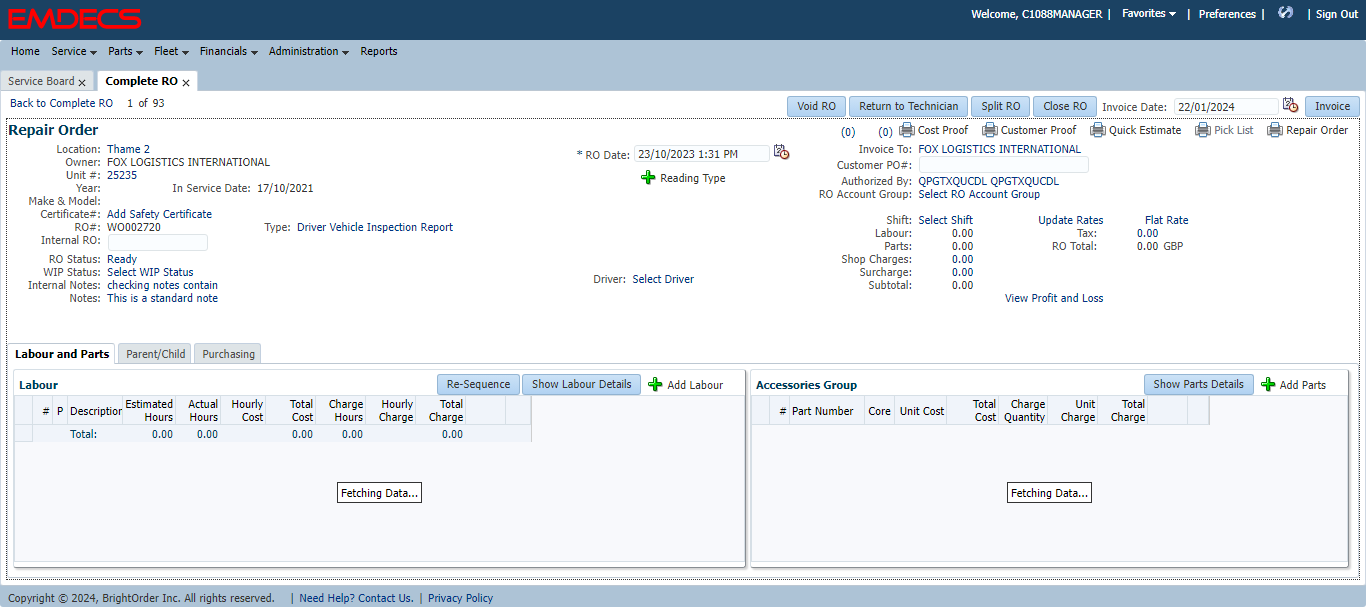 EMDECS
Welcome, C1088MANAGER | Favorites | Preferences | | Sign Out
Home Service Parts Fleet Financials Administration Reports
Service Board x Complete RO x
Back to Complete RO 1 of 93
Void RO Return to Technician Split RO Close RO Invoice Date: 22/01/2024 Invoice
Repair Order
(0) (0) Cost Proof Customer Proof Quick Estimate Pick List Repair Order
Location: Thame 2
Owner: FOX LOGISTICS INTERNATIONAL
Unit #: 25235
Year: In Service Date: 17/10/2021
Make & Model:
Certificate#: Add Safety Certificate
RO#: WO002720 Type: Driver Vehicle Inspection Report
Internal RO:
RO Status: Ready
WIP Status: Select WIP Status
Internal Notes: checking notes contain
Notes: This is a standard note
* RO Date: 23/10/2023 1:31 PM
Reading Type
Driver: Select Driver
Invoice To: FOX LOGISTICS INTERNATIONAL
Customer PO#:
Authorized By: QPGTXQUCDL QPGTXQUCDL
RO Account Group: Select RO Account Group
Shift: Select Shift Update Rates Flat Rate
Labour: 0.00 Tax: 0.00
Parts: 0.00 RO Total: 0.00 GBP
Shop Charges: 0.00
Surcharge: 0.00
Subtotal: 0.00
View Profit and Loss
Labour and Parts Parent/Child Purchasing
Labour Re-Sequence Show Labour Details Add Labour
# P Description Estimated Hours Actual Hours Hourly Cost Total Cost Charge Hours Hourly Charge Total Charge
Total: 0.00 0.00 0.00 0.00 0.00
Fetching Data...
Accessories Group Show Parts Details Add Parts
# Part Number Core Unit Cost Total Cost Charge Quantity Unit Charge Total Charge
Fetching Data...
Copyright © 2024, BrightOrder Inc. All rights reserved. | Need Help? Contact Us. | Privacy Policy